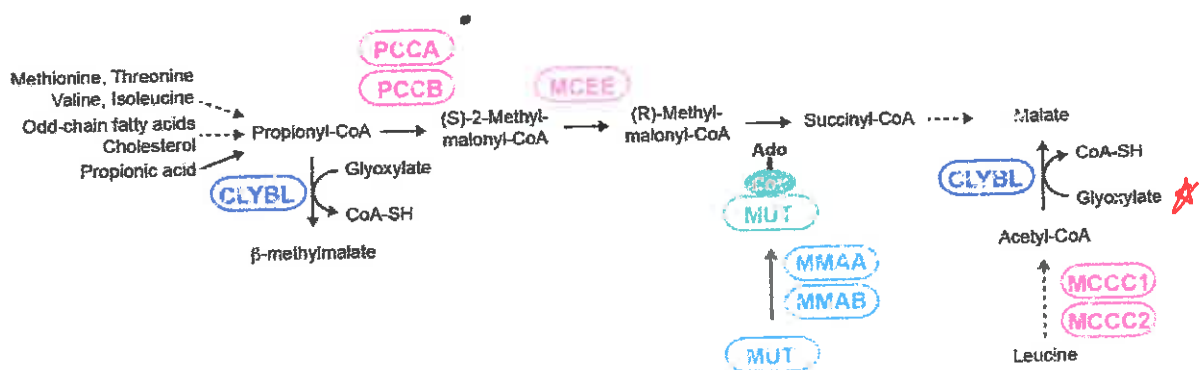 PCCA
PCCB
MCEE
Methionine, Threonine
Valine, Isoleucine
Odd-chain fatty acids
Cholesterol
Propionic acid
Propionyl-CoA
(S)-2-Methyl-
malonyl-CoA
(R)-Methyl-
malonyl-CoA
Succinyl-CoA
Malate
CLYBL
Glyoxylate
CoA-SH
β-methylmalate
Ado
MUT
MMAA
MMAB
MUT
CLYBL
CoA-SH
Glyoxylate
Acetyl-CoA
MCCC1
MCCC2
Leucine